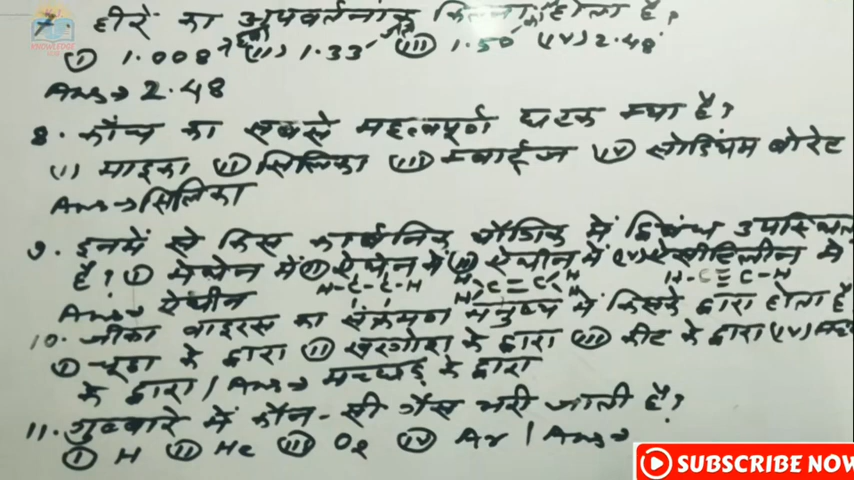 7. हीरे का अपवर्तनांक कितना होता है?
(I) 1.008 (II) 1.33 (III) 1.50 (IV) 2.48
Ans→ 2.48
8. काँच का सबसे महत्वपूर्ण घटक क्या है?
(I) माइका (II) सिलिका (III) क्वार्ट्ज (IV) सोडियम बोरेट
Ans→ सिलिका
9. इनमें से किस कार्बनिक यौगिक में द्विबंध उपस्थित
है? (I) मेथेन में (II) ऐथेन में (III) ऐथीन में (IV) ऐसीटिलीन में
H-C-C-H H>C=C<H H-C≡C-H
Ans→ ऐथीन
10. जीका वाइरस का संक्रमण मनुष्य में किसके द्वारा होता है
(I) चूहा के द्वारा (II) खरगोश के द्वारा (III) कीट के द्वारा (IV)
के द्वारा | Ans→ मच्छड़ के द्वारा
11. गुब्बारे में कौन-सी गैस भरी जाती है?
(I) H (II) He (III) O2 (IV) Ar | Ans→
KNOWLEDGE
SUBSCRIBE NOW